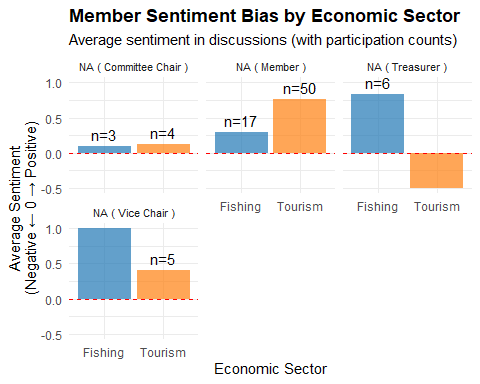 Member Sentiment Bias by Economic Sector
Average sentiment in discussions (with participation counts)
NA ( Committee Chair )
NA ( Member )
NA ( Treasurer )
1.0
0.5
0.0
-0.5
n=3
n=4
n=17
n=50
n=6
Fishing
Tourism
Fishing
Tourism
NA ( Vice Chair )
1.0
0.5
0.0
-0.5
n=5
Fishing
Tourism
Average Sentiment
(Negative ← 0 → Positive)
Economic Sector